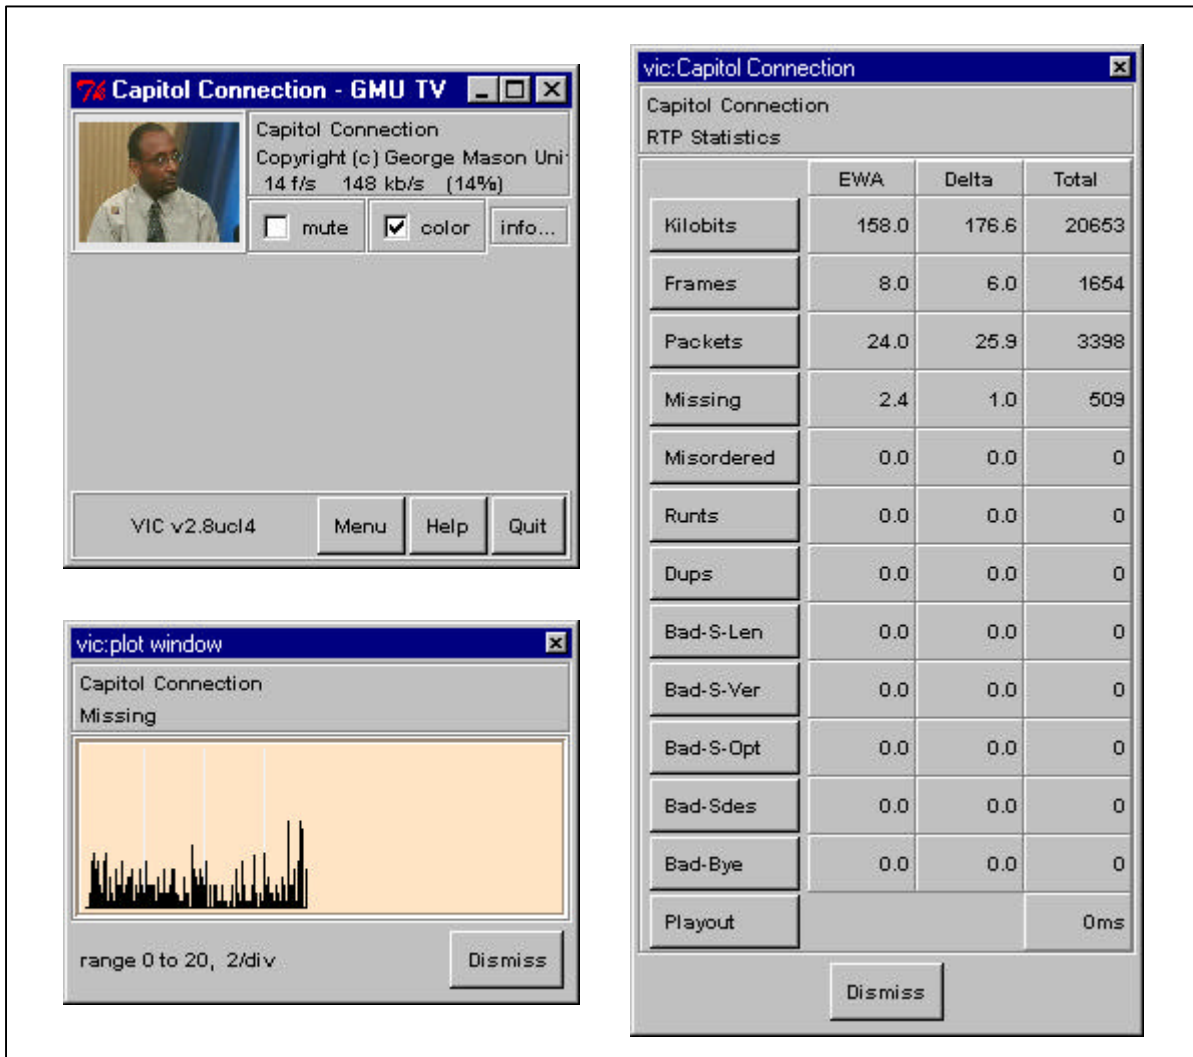 Capitol Connection - GMU TV
Capitol Connection
Copyright (c) George Mason Uni
14 f/s 148 kb/s (14%)
mute color info...
VIC v2.8ucl4 Menu Help Quit
vic:plot window
Capitol Connection
Missing
range 0 to 20, 2/div Dismiss
vic:Capitol Connection
Capitol Connection
RTP Statistics
EWA Delta Total
Kilobits 158.0 176.6 20653
Frames 8.0 6.0 1654
Packets 24.0 25.9 3398
Missing 2.4 1.0 509
Misordered 0.0 0.0 0
Runts 0.0 0.0 0
Dups 0.0 0.0 0
Bad-S-Len 0.0 0.0 0
Bad-S-Ver 0.0 0.0 0
Bad-S-Opt 0.0 0.0 0
Bad-Sdes 0.0 0.0 0
Bad-Bye 0.0 0.0 0
Playout 0ms
Dismiss